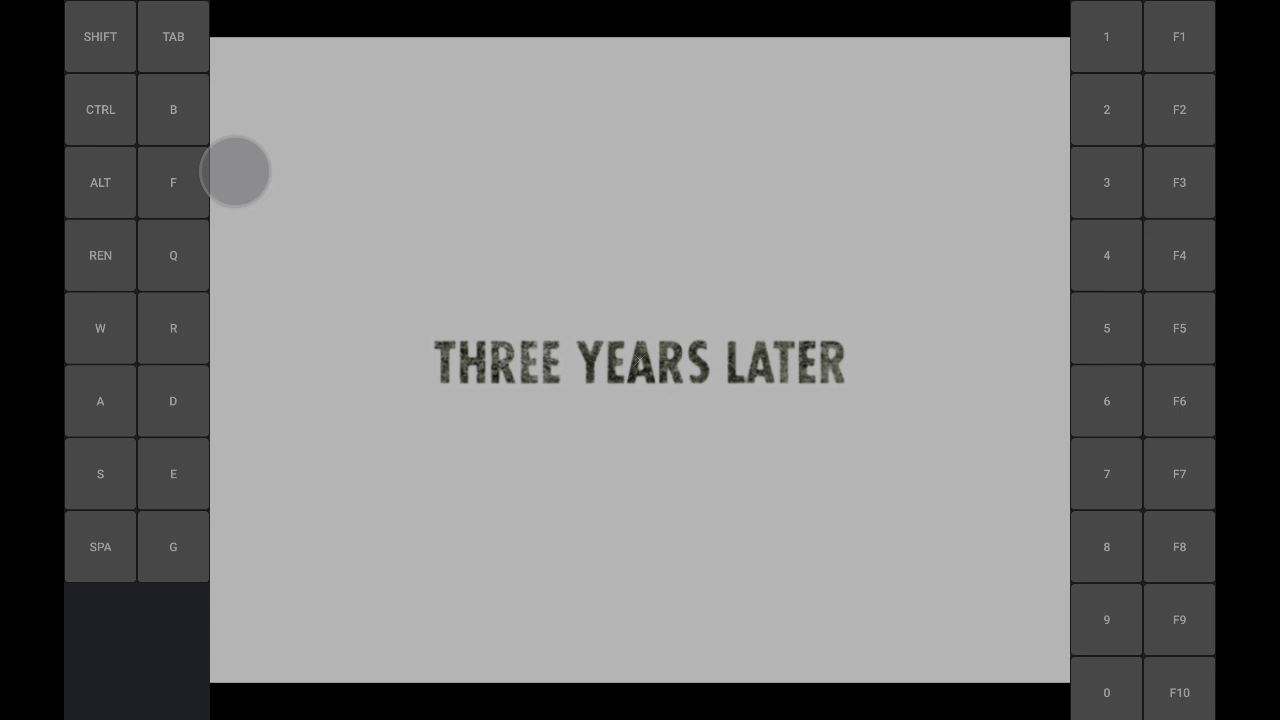 SHIFT TAB
CTRL B
ALT F
REN Q
W R
A D
S E
SPA G
THREE YEARS LATER
1 F1
2 F2
3 F3
4 F4
5 F5
6 F6
7 F7
8 F8
9 F9
0 F10